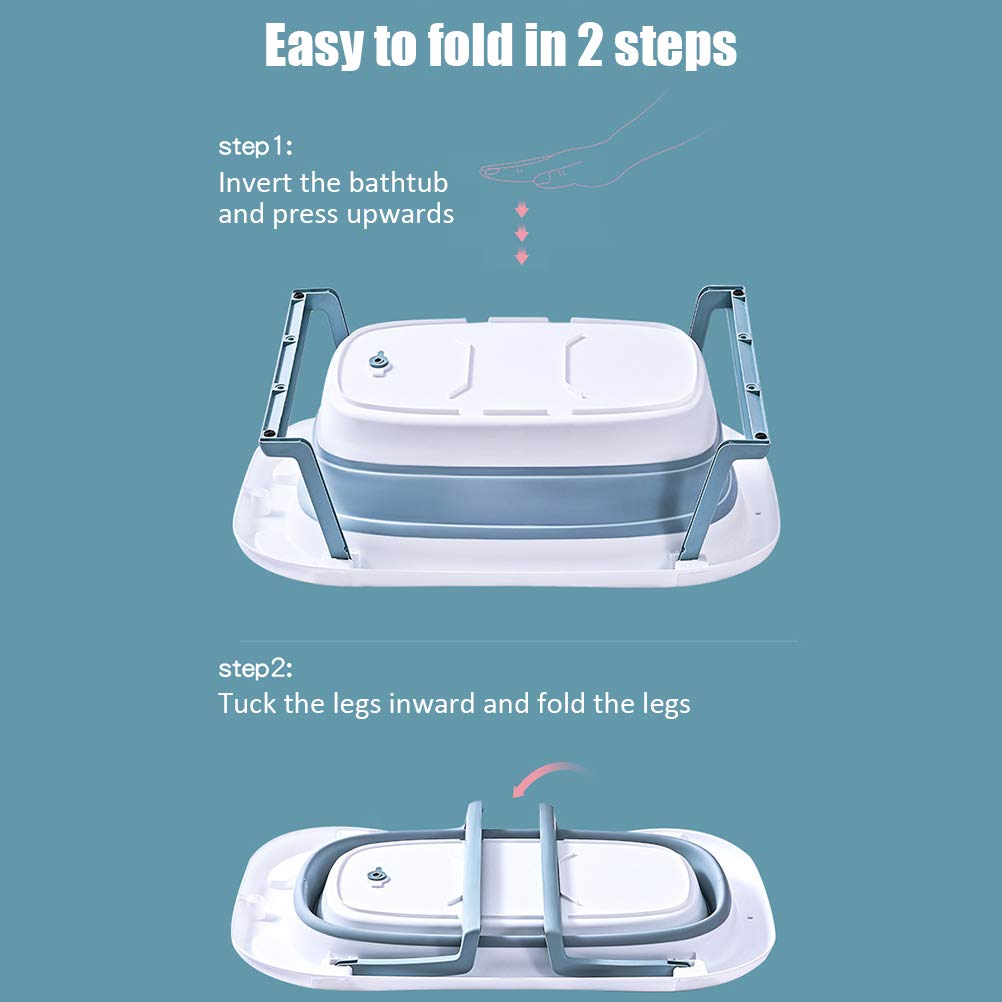 Easy to fold in 2 steps
step1:
Invert the bathtub
and press upwards
step2:
Tuck the legs inward and fold the legs